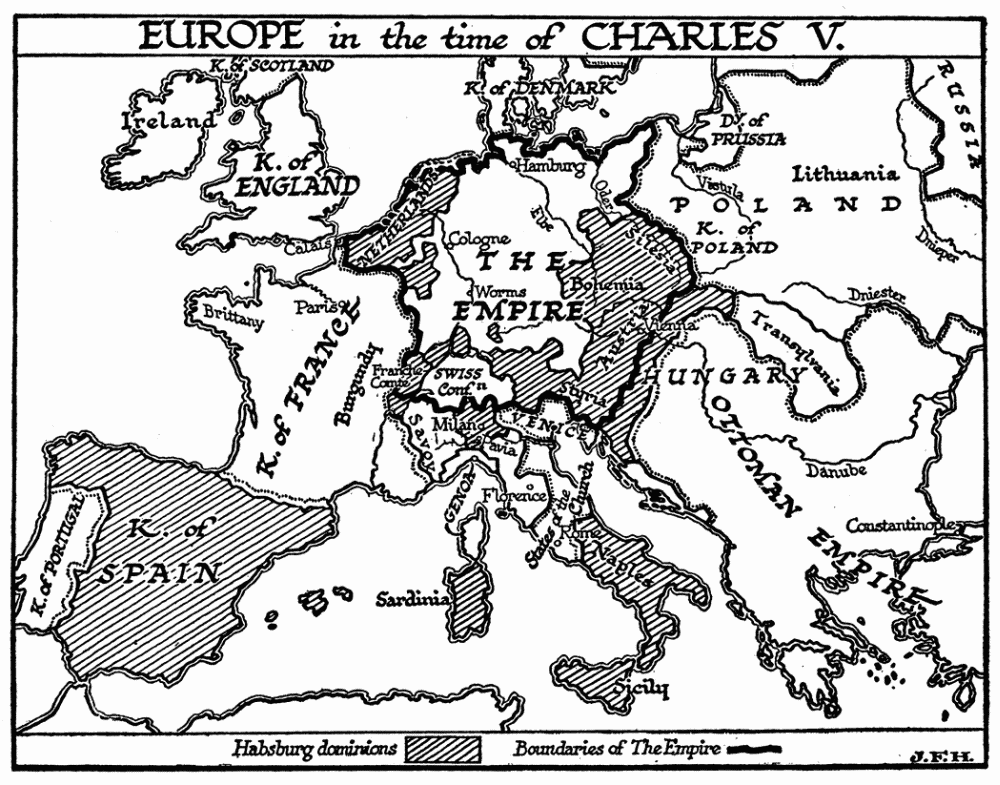 EUROPE in the time of CHARLES V.
K. of SCOTLAND
RUSSIA
K. of DENMARK
Ireland
D. of
PRUSSIA
K. of
ENGLAND
Hamburg
Lithuania
Vistula
Oder
POLAND
NETHERLANDS
Elbe
K. of
POLAND
Silesia
Calais
Cologne
THE
Dnieper
Bohemia
Worms
EMPIRE
Dniester
Brittany
Paris
Austria
Vienna
Transylvania
K. of FRANCE
Burgundy
Franche
Comté
SWISS
Conf.n
HUNGARY
Styria
Savoy
Milan
VENICE
Pavia
OTTOMAN EMPIRE
Danube
GENOA
Florence
States of the
Church
K. of PORTUGAL
K. of
SPAIN
Rome
Constantinople
Naples
Sardinia
Sicily
Habsburg dominions
Boundaries of The Empire
J.F.H.